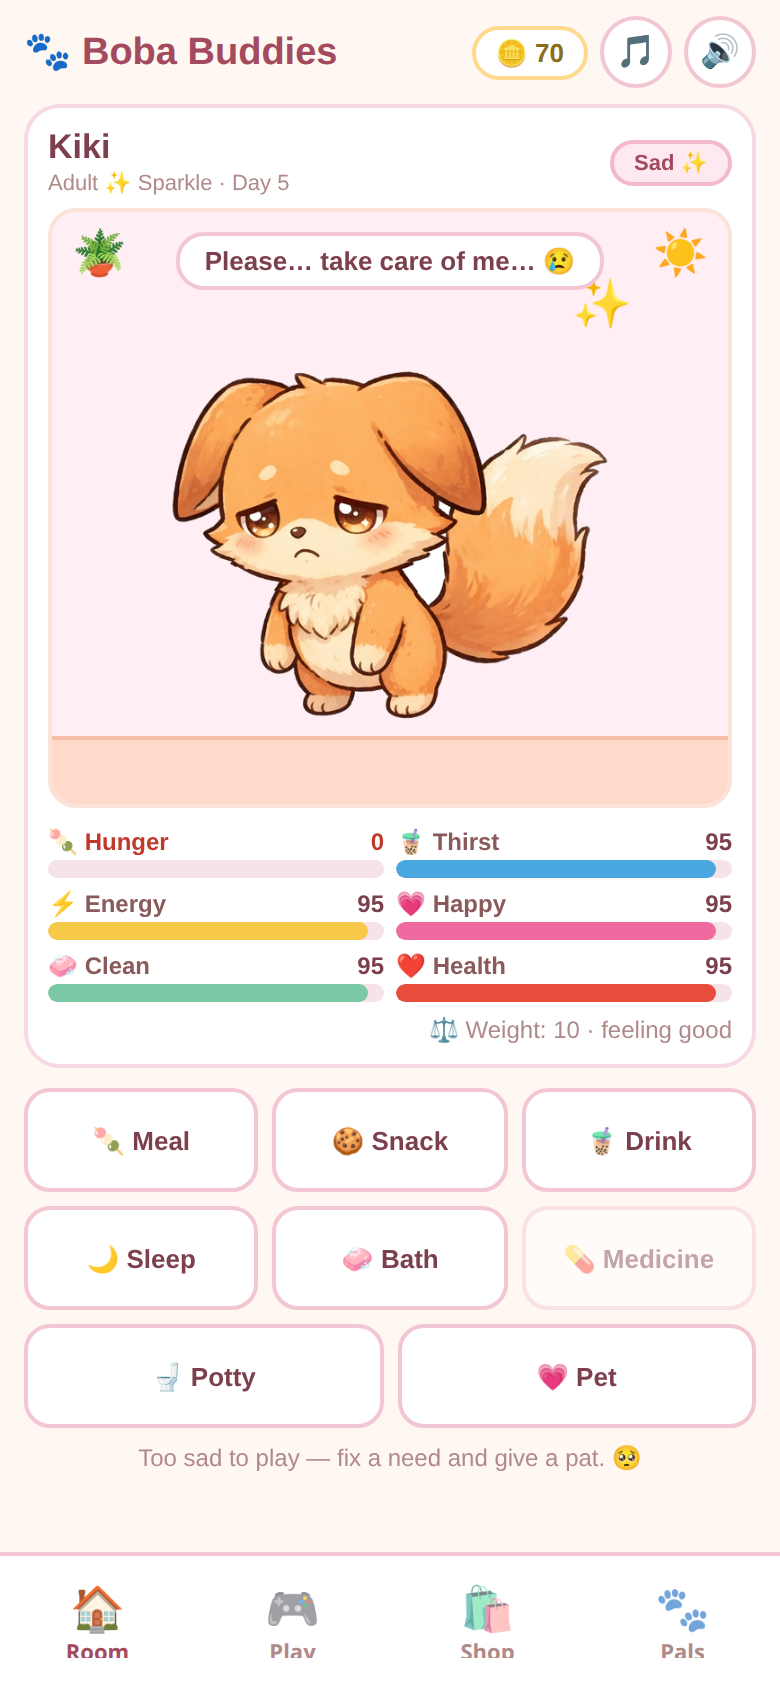 🐾 Boba Buddies 🪙 70 🎵 🔊
Kiki
Adult ✨ Sparkle · Day 5
Sad ✨
Please… take care of me… 😢
🍡 Hunger 0
🧋 Thirst 95
⚡ Energy 95
💗 Happy 95
🧼 Clean 95
❤️ Health 95
⚖️ Weight: 10 · feeling good
🍡 Meal
🍪 Snack
🧋 Drink
🌙 Sleep
🧼 Bath
💊 Medicine
🚽 Potty
💗 Pet
Too sad to play — fix a need and give a pat. 🥺
Room
Play
Shop
Pals